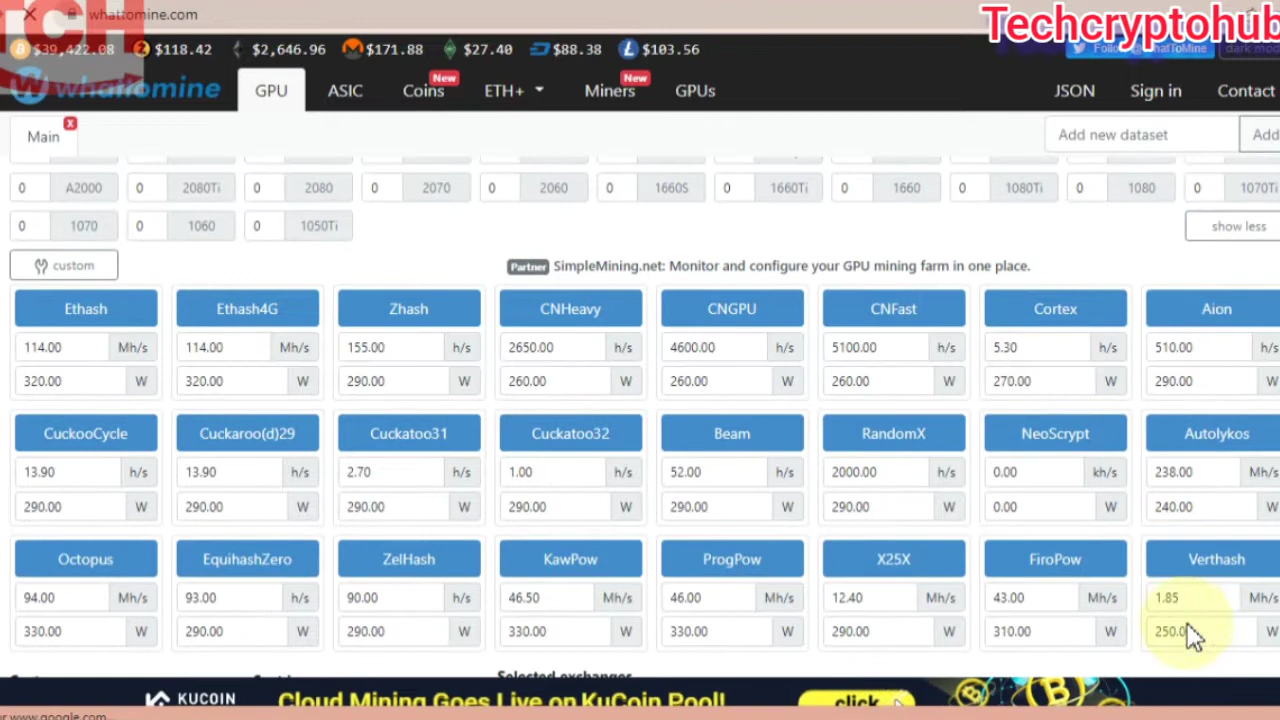 whattomine.com
TCH
Techcryptohub
$39,422.08 $118.42 $2,646.96 $171.88 $27.40 $88.38 $103.56
Follow @WhatToMine
dark mod
whattomine GPU ASIC Coins New ETH+ Miners New GPUs JSON Sign in Contact
Main x Add new dataset Add
0 A2000 0 2080Ti 0 2080 0 2070 0 2060 0 1660S 0 1660Ti 0 1660 0 1080Ti 0 1080 0 1070Ti
0 1070 0 1060 0 1050Ti show less
custom Partner SimpleMining.net: Monitor and configure your GPU mining farm in one place.
Ethash Ethash4G Zhash CNHeavy CNGPU CNFast Cortex Aion
114.00 Mh/s 114.00 Mh/s 155.00 h/s 2650.00 h/s 4600.00 h/s 5100.00 h/s 5.30 h/s 510.00 h/s
320.00 W 320.00 W 290.00 W 260.00 W 260.00 W 260.00 W 270.00 W 290.00 W
CuckooCycle Cuckaroo(d)29 Cuckatoo31 Cuckatoo32 Beam RandomX NeoScrypt Autolykos
13.90 h/s 13.90 h/s 2.70 h/s 1.00 h/s 52.00 h/s 2000.00 h/s 0.00 kh/s 238.00 Mh/s
290.00 W 290.00 W 290.00 W 290.00 W 290.00 W 290.00 W 0.00 W 240.00 W
Octopus EquihashZero ZelHash KawPow ProgPow X25X FiroPow Verthash
94.00 Mh/s 93.00 h/s 90.00 h/s 46.50 Mh/s 46.00 Mh/s 12.40 Mh/s 43.00 Mh/s 1.85 Mh/s
330.00 W 290.00 W 290.00 W 330.00 W 330.00 W 290.00 W 310.00 W 250.0 W
Selected exchanges
KUCOIN Cloud Mining Goes Live on KuCoin Pool! click
www.google.com...